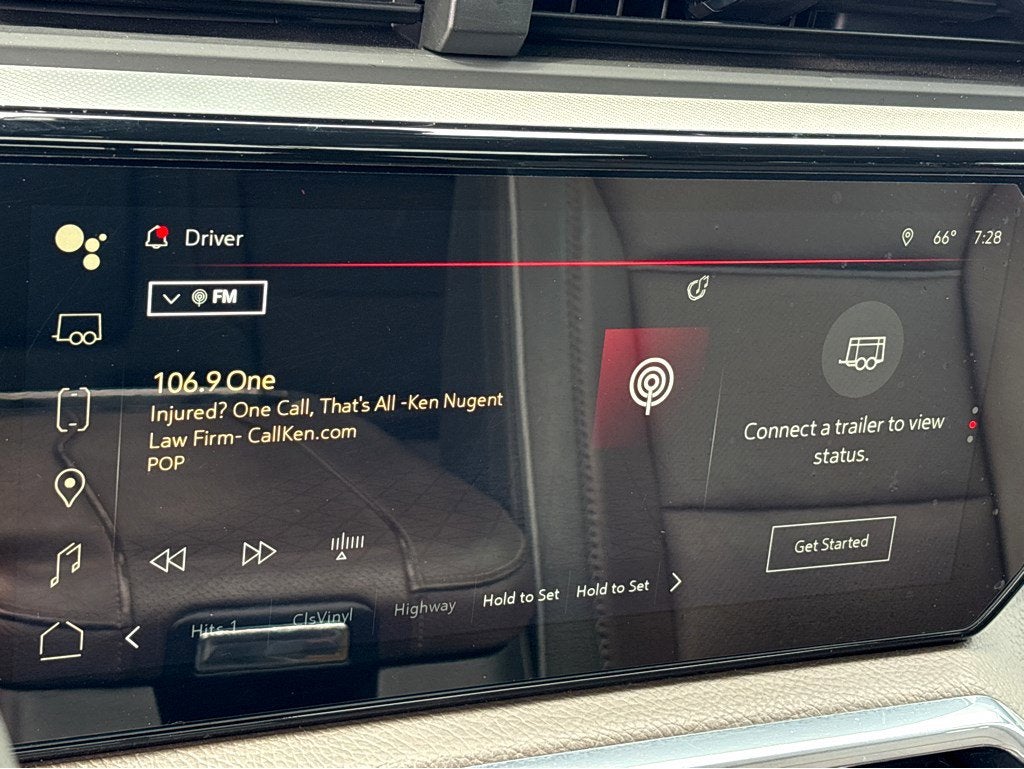 Driver
66° 7:28
FM
106.9 One
Injured? One Call, That's All -Ken Nugent
Law Firm- CallKen.com
POP
Connect a trailer to view
status.
Get Started
Hits 1 ClsVinyl Highway Hold to Set Hold to Set